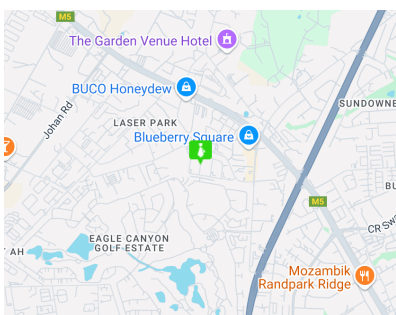 M5
The Garden Venue Hotel
BUCO Honeydew
Johan Rd
SUNDOWNE
LASER PARK
Blueberry Square
BU
M5
CR Swa
EAGLE CANYON
GOLF ESTATE
AH
Mozambik
Randpark Ridge